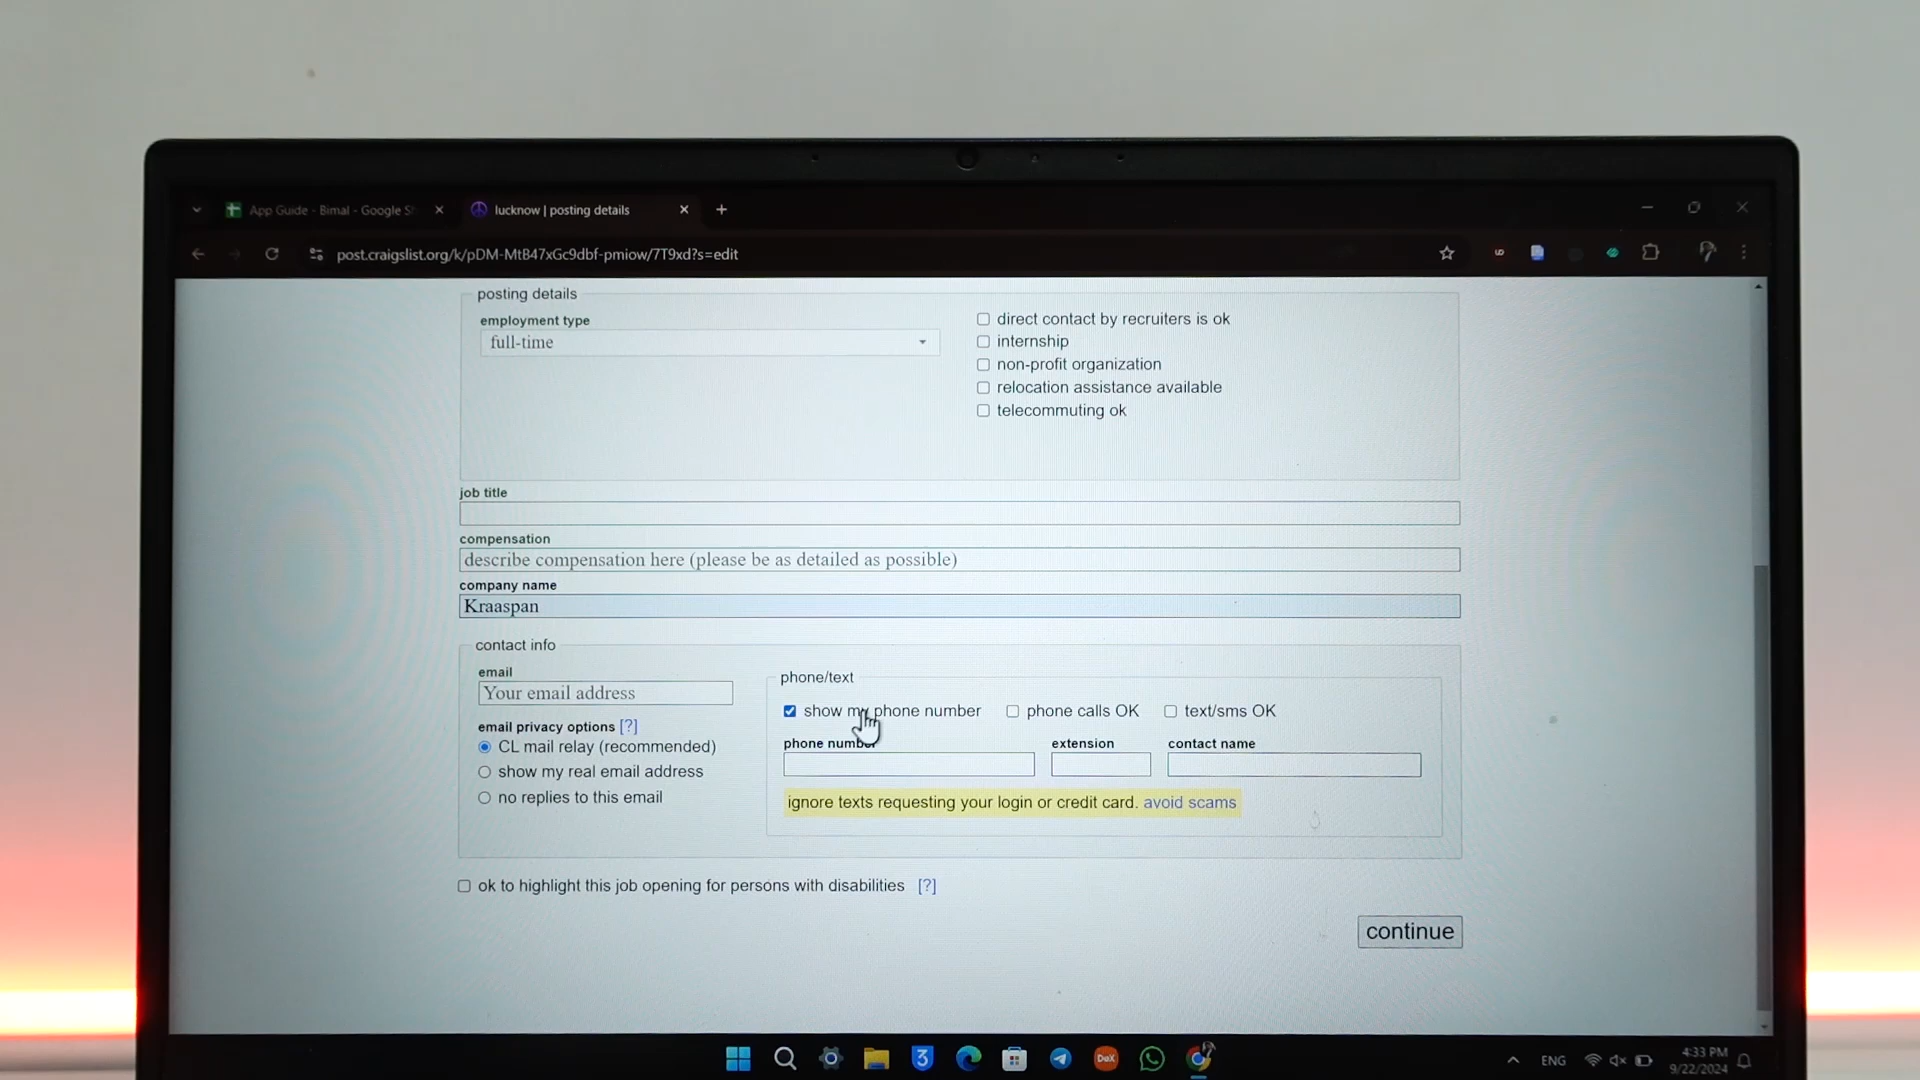 App Guide - Bimal - Google S
lucknow | posting details
post.craigslist.org/k/pDM-MtB47xGc9dbf-pmiow/7T9xd?s=edit
posting details
employment type
full-time
direct contact by recruiters is ok
internship
non-profit organization
relocation assistance available
telecommuting ok
job title
compensation
describe compensation here (please be as detailed as possible)
company name
Kraaspan
contact info
email
Your email address
email privacy options [?]
CL mail relay (recommended)
show my real email address
no replies to this email
phone/text
show my phone number
phone calls OK
text/sms OK
phone number
extension
contact name
ignore texts requesting your login or credit card. avoid scams
ok to highlight this job opening for persons with disabilities [?]
continue
3
DeX
ENG
4:33 PM
9/22/2024